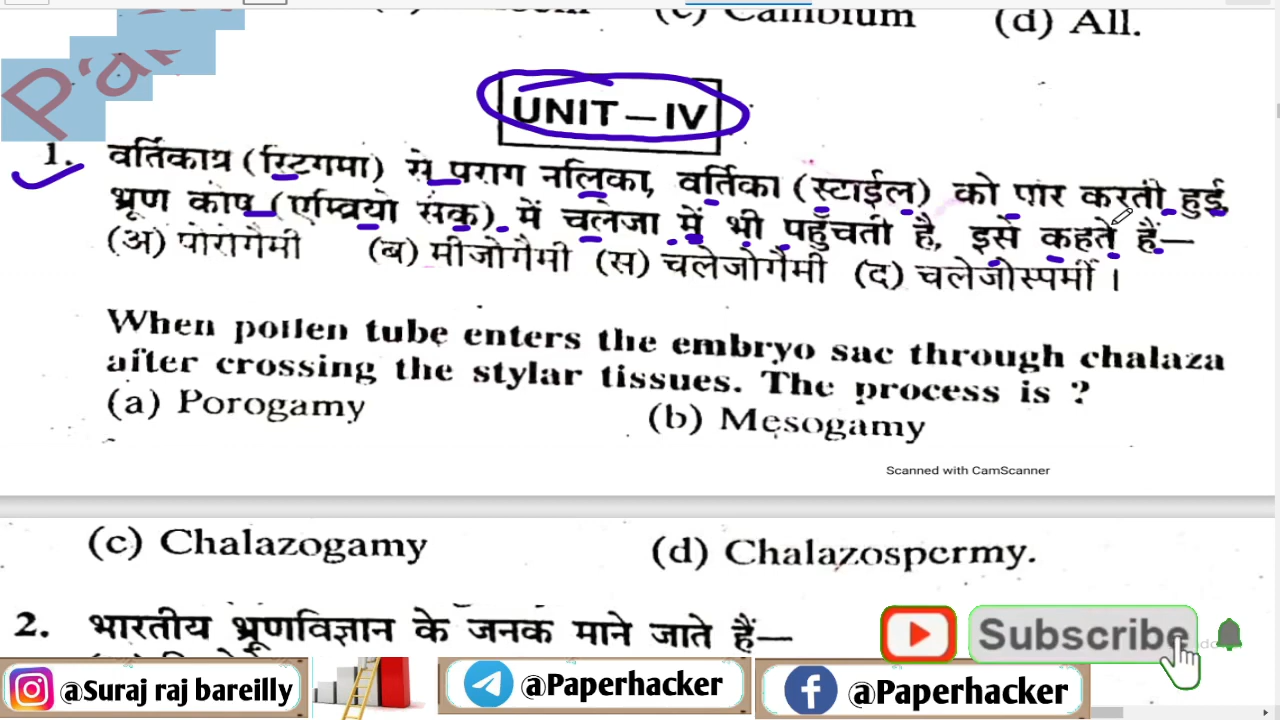 (c) Cambium (d) All.
Pa
UNIT – IV
1. वर्तिकाग्र (स्टिगमा) से पराग नलिका, वर्तिका (स्टाईल) को पार करती हुई
भ्रूण कोष (एम्ब्रियो सैक) में चलेजा में भी पहुँचती है, इसे कहते हैं—
(अ) पोरोगैमी (ब) मीजोगैमी (स) चलेजोगैमी (द) चलेजोस्पर्मी ।
When pollen tube enters the embryo sac through chalaza
after crossing the stylar tissues. The process is ?
(a) Porogamy (b) Mesogamy
Scanned with CamScanner
(c) Chalazogamy (d) Chalazospermy.
2. भारतीय भ्रूणविज्ञान के जनक माने जाते हैं—
Subscribe
@Suraj raj bareilly @Paperhacker @Paperhacker